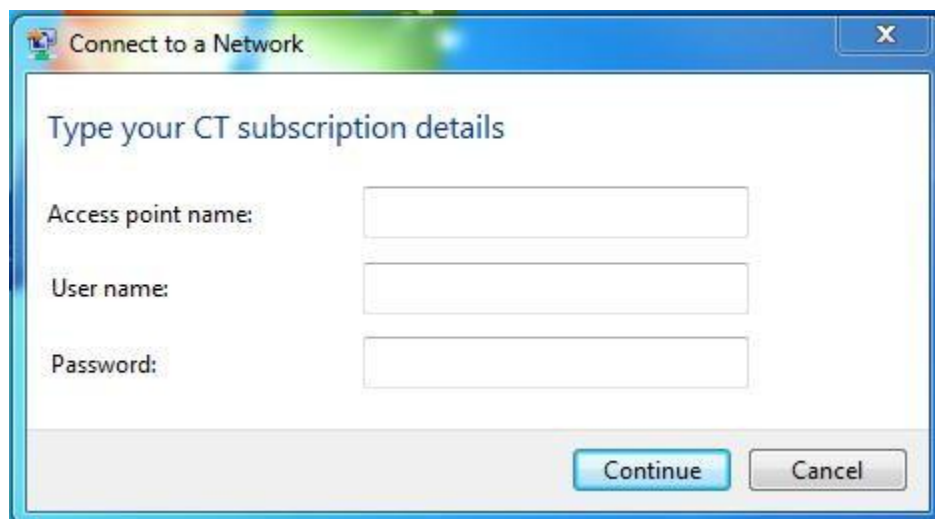 Connect to a Network
X
Type your CT subscription details
Access point name:
User name:
Password:
Continue Cancel